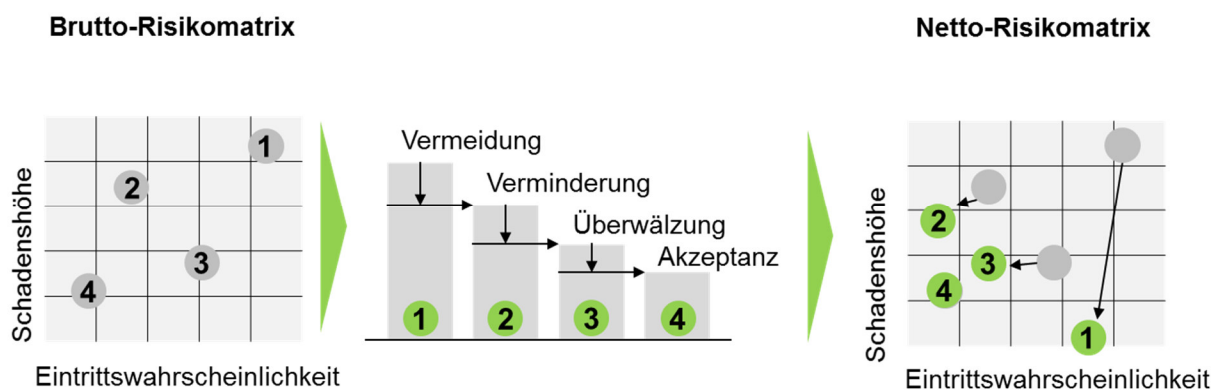 Brutto-Risikomatrix
Schadenshöhe
1
2
3
4
Eintrittswahrscheinlichkeit
Vermeidung
Verminderung
Überwälzung
Akzeptanz
1 2 3 4
Netto-Risikomatrix
Schadenshöhe
2
3
4
1
Eintrittswahrscheinlichkeit